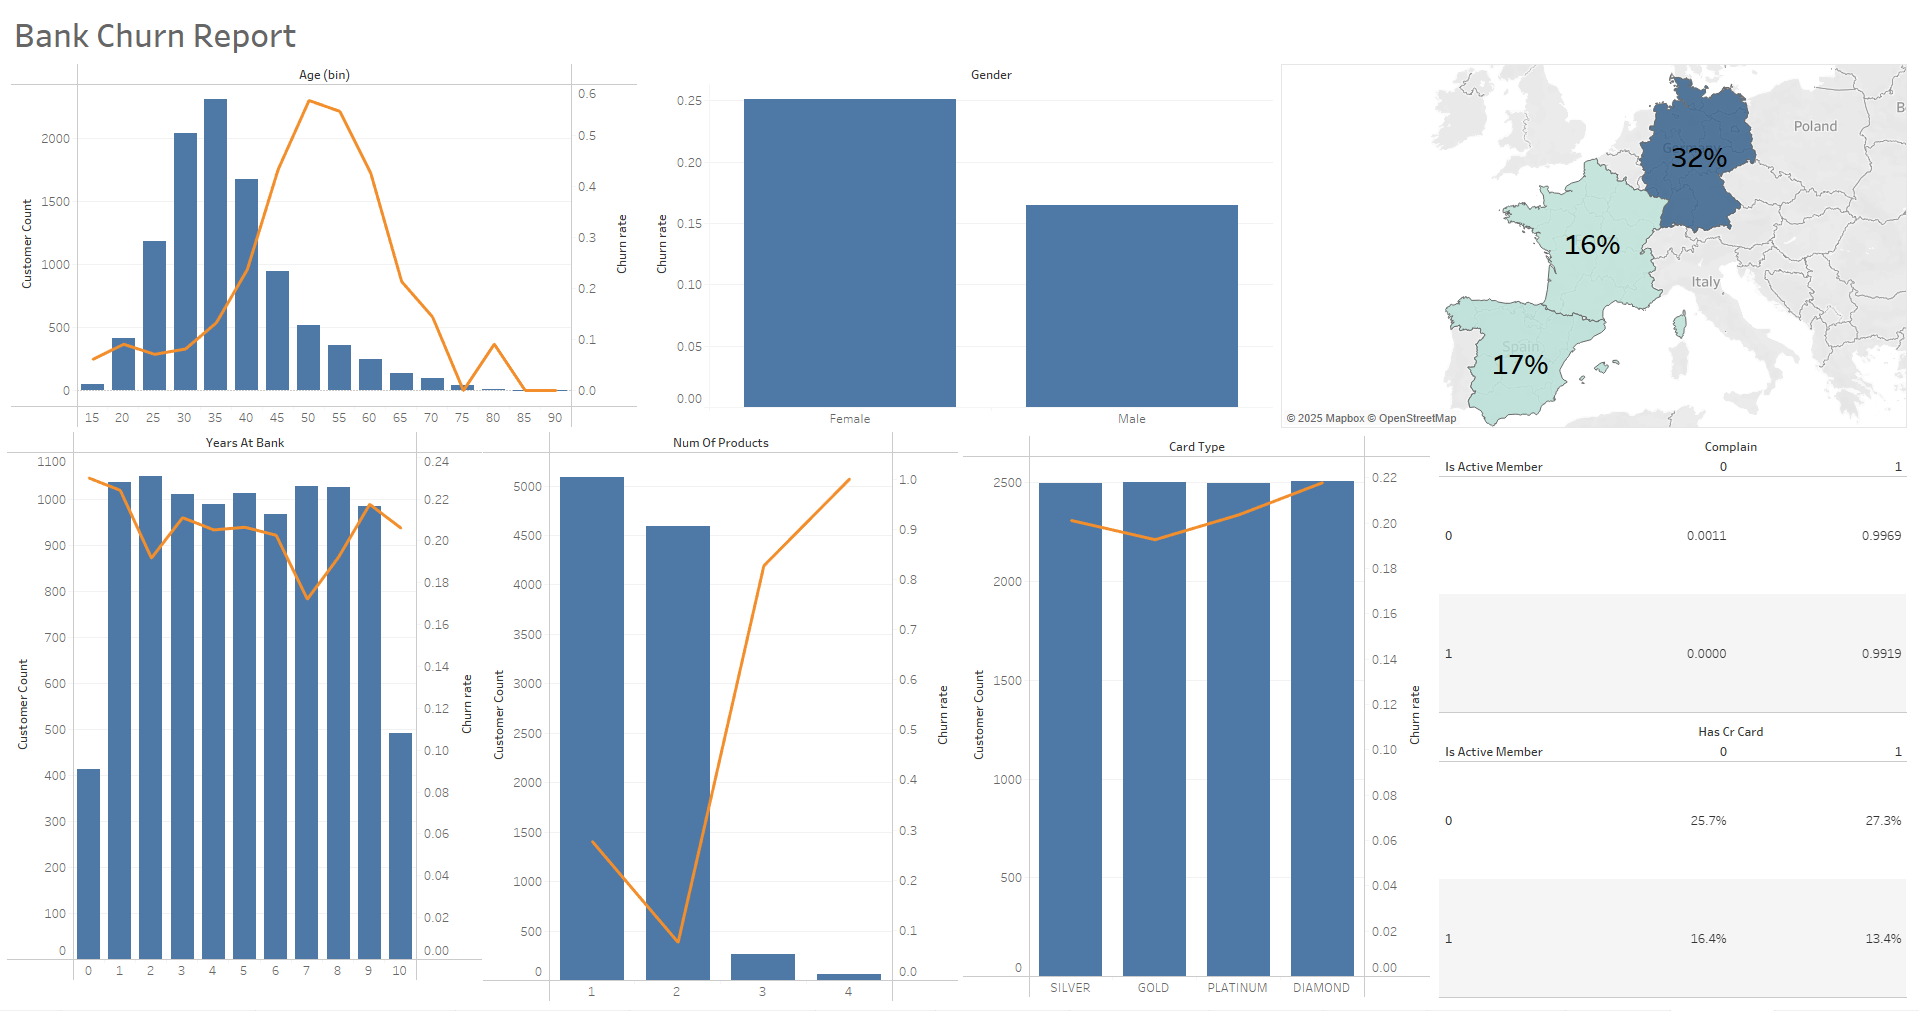 Bank Churn Report
Age (bin)
Customer Count
2000
1500
1000
500
0
0.6
0.5
0.4
0.3
0.2
0.1
0.0
Churn rate
15 20 25 30 35 40 45 50 55 60 65 70 75 80 85 90
Gender
Churn rate
0.25
0.20
0.15
0.10
0.05
0.00
Female Male
Poland
B
Germany
32%
16%
Italy
Spain
17%
© 2025 Mapbox © OpenStreetMap
Years At Bank
Customer Count
1100
1000
900
800
700
600
500
400
300
200
100
0
0.24
0.22
0.20
0.18
0.16
0.14
0.12
0.10
0.08
0.06
0.04
0.02
0.00
Churn rate
0 1 2 3 4 5 6 7 8 9 10
Num Of Products
Customer Count
5000
4500
4000
3500
3000
2500
2000
1500
1000
500
0
1.0
0.9
0.8
0.7
0.6
0.5
0.4
0.3
0.2
0.1
0.0
Churn rate
1 2 3 4
Card Type
Customer Count
2500
2000
1500
1000
500
0
0.22
0.20
0.18
0.16
0.14
0.12
0.10
0.08
0.06
0.04
0.02
0.00
Churn rate
SILVER GOLD PLATINUM DIAMOND
Complain
Is Active Member 0 1
0 0.0011 0.9969
1 0.0000 0.9919
Has Cr Card
Is Active Member 0 1
0 25.7% 27.3%
1 16.4% 13.4%